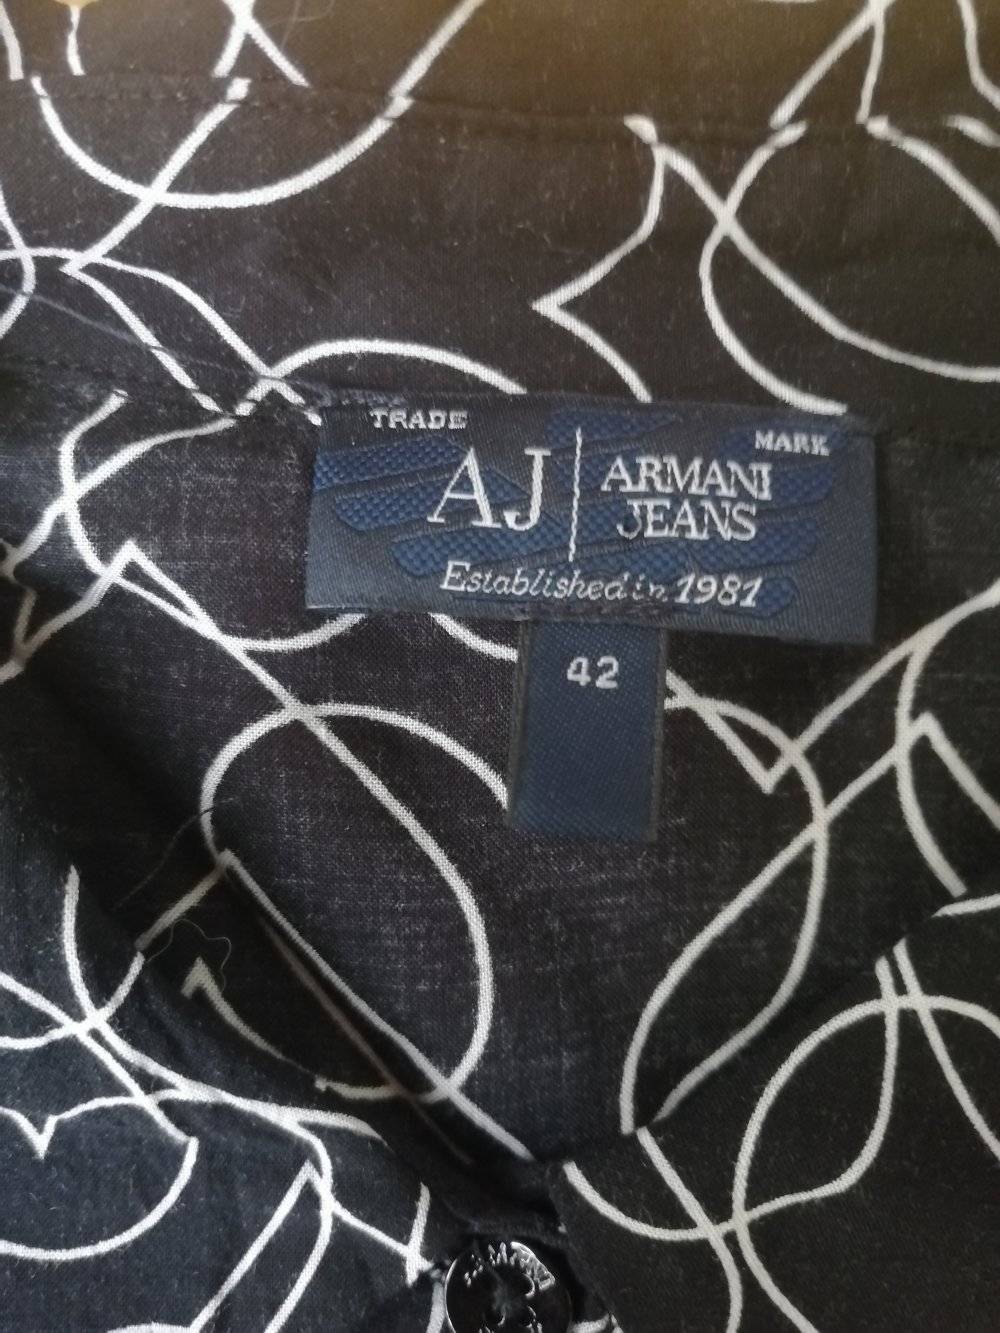 TRADE MARK
AJ ARMANI
JEANS
Established in 1981
42